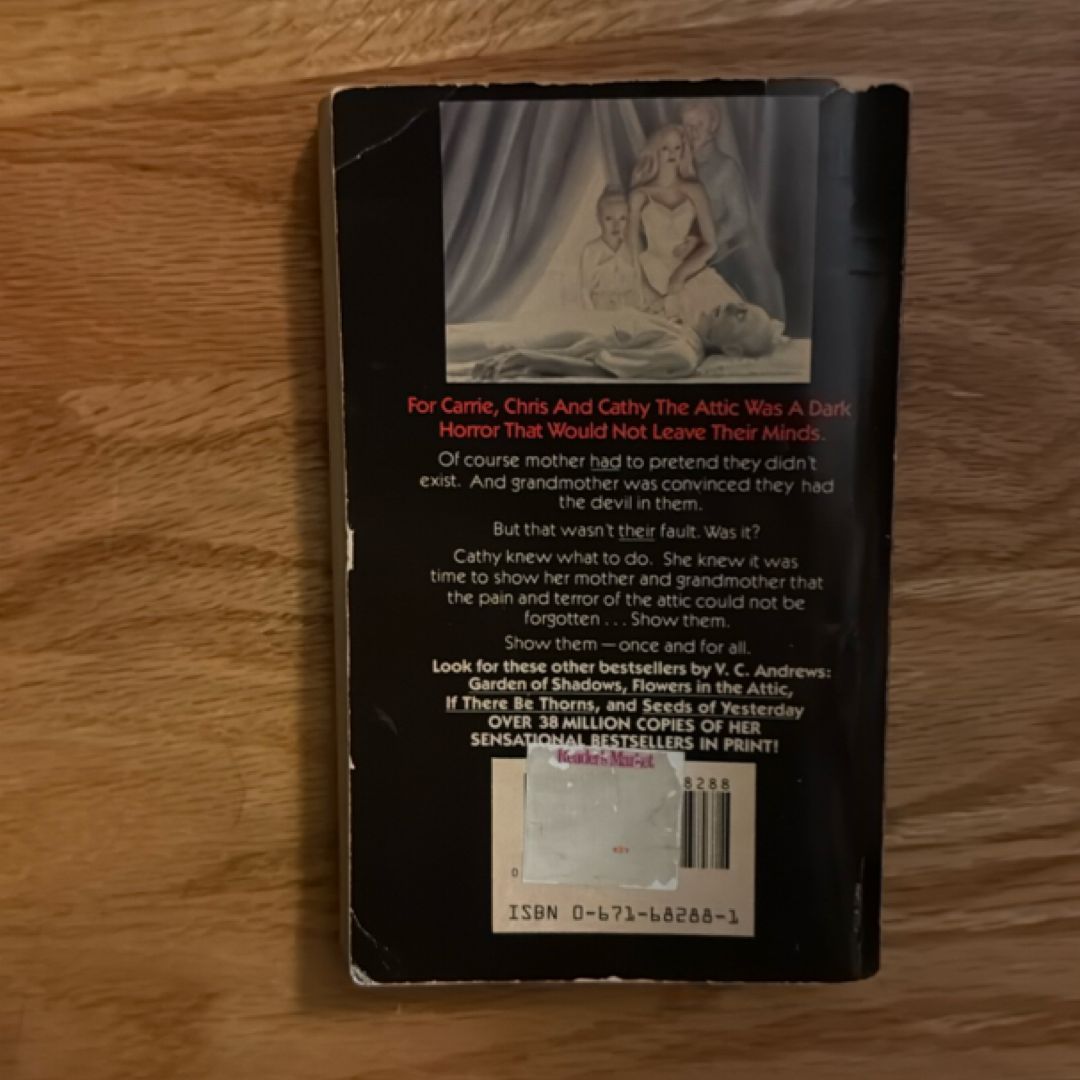 For Carrie, Chris And Cathy The Attic Was A Dark
Horror That Would Not Leave Their Minds.
Of course mother had to pretend they didn't
exist. And grandmother was convinced they had
the devil in them.
But that wasn't their fault. Was it?
Cathy knew what to do. She knew it was
time to show her mother and grandmother that
the pain and terror of the attic could not be
forgotten . . . Show them.
Show them — once and for all.
Look for these other bestsellers by V. C. Andrews:
Garden of Shadows, Flowers in the Attic,
If There Be Thorns, and Seeds of Yesterday
OVER 38 MILLION COPIES OF HER
SENSATIONAL BESTSELLERS IN PRINT!
Reader's Market
8288
0
ISBN 0-671-68288-1